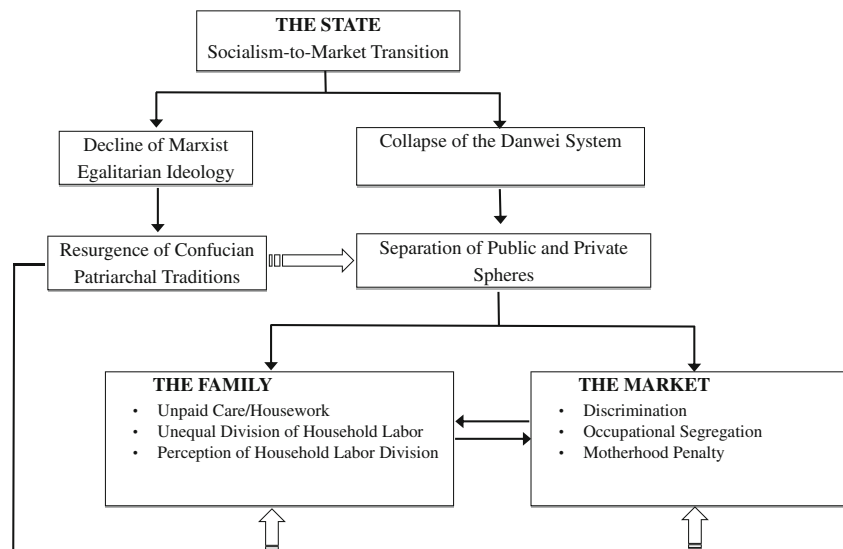 THE STATE
Socialism-to-Market Transition
Decline of Marxist
Egalitarian Ideology
Collapse of the Danwei System
Resurgence of Confucian
Patriarchal Traditions
Separation of Public and Private
Spheres
THE FAMILY
• Unpaid Care/Housework
• Unequal Division of Household Labor
• Perception of Household Labor Division
THE MARKET
• Discrimination
• Occupational Segregation
• Motherhood Penalty